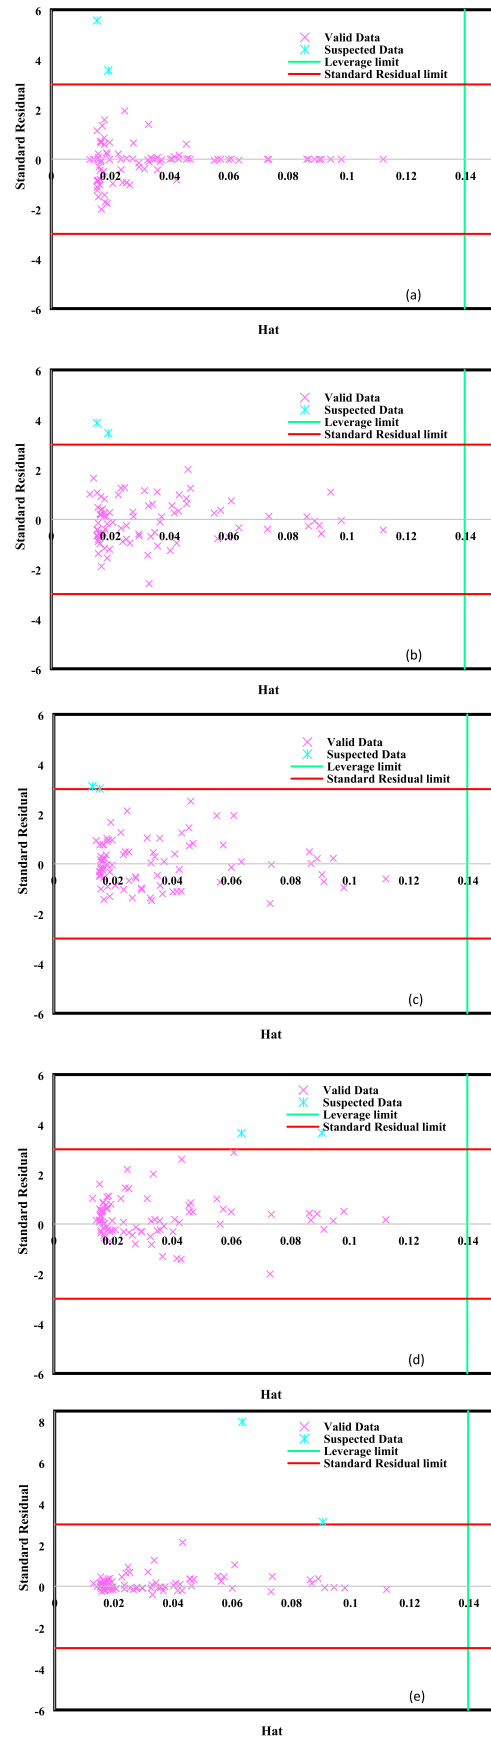 6
Valid Data
Suspected Data
4
Leverage limit
Standard Residual limit
2
0
0 0.02 0.04 0.06 0.08 0.1 0.12 0.14
-2
-4
-6
Standard Residual
(a)
Hat
6
Valid Data
Suspected Data
4
Leverage limit
Standard Residual limit
2
0
0 0.02 0.04 0.06 0.08 0.1 0.12 0.14
-2
-4
-6
Standard Residual
(b)
Hat
6
Valid Data
Suspected Data
4
Leverage limit
Standard Residual limit
2
0
0 0.02 0.04 0.06 0.08 0.1 0.12 0.14
-2
-4
-6
Standard Residual
(c)
Hat
6
Valid Data
Suspected Data
4
Leverage limit
Standard Residual limit
2
0
0 0.02 0.04 0.06 0.08 0.1 0.12 0.14
-2
-4
-6
Standard Residual
(d)
Hat
8
Valid Data
Suspected Data
6
Leverage limit
Standard Residual limit
4
2
0
0 0.02 0.04 0.06 0.08 0.1 0.12 0.14
-2
-4
-6
Standard Residual
(e)
Hat